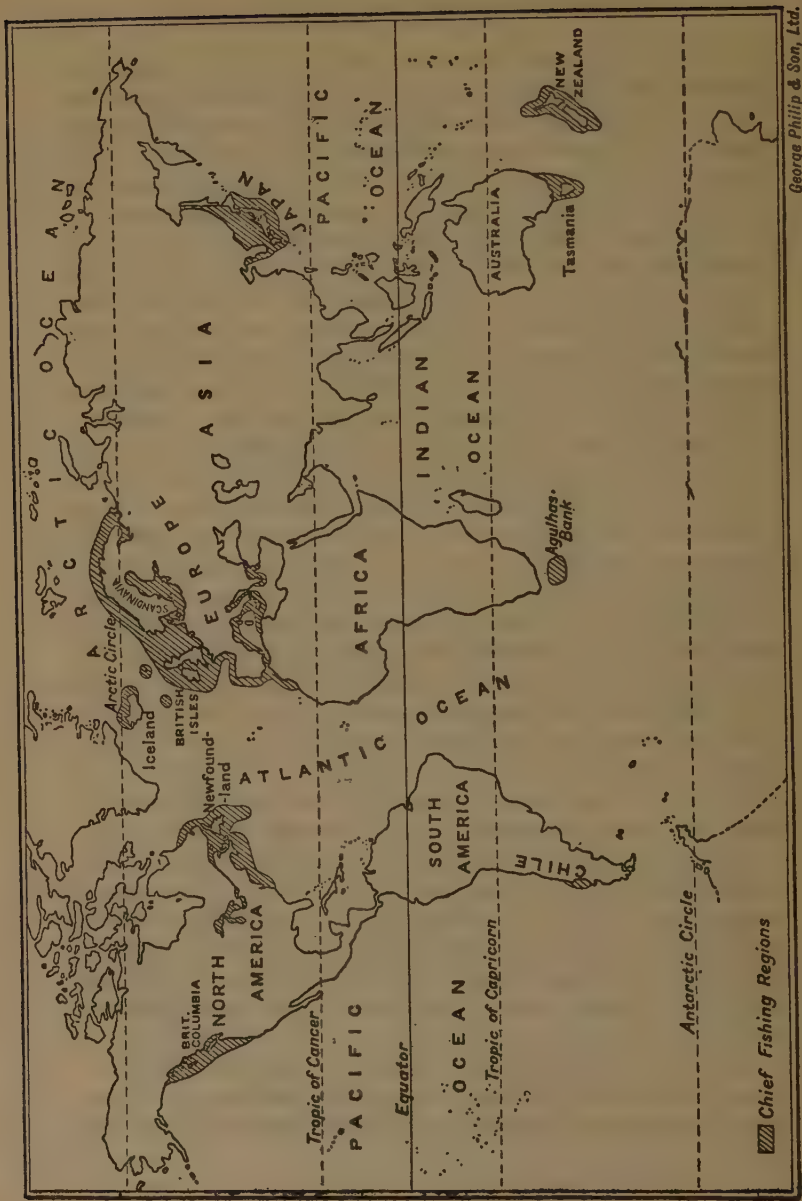 ARCTIC OCEAN
Arctic Circle
Iceland
BRITISH
ISLES
SCANDINAVIA
EUROPE
ASIA
JAPAN
BRIT.
COLUMBIA
NORTH
AMERICA
Newfound-
-land
ATLANTIC OCEAN
Tropic of Cancer
PACIFIC
OCEAN
PACIFIC
OCEAN
Equator
AFRICA
INDIAN
OCEAN
SOUTH
AMERICA
CHILE
Tropic of Capricorn
AUSTRALIA
Tasmania
NEW
ZEALAND
Agulhas.
Bank
Antarctic Circle
Chief Fishing Regions
George Philip & Son, Ltd.